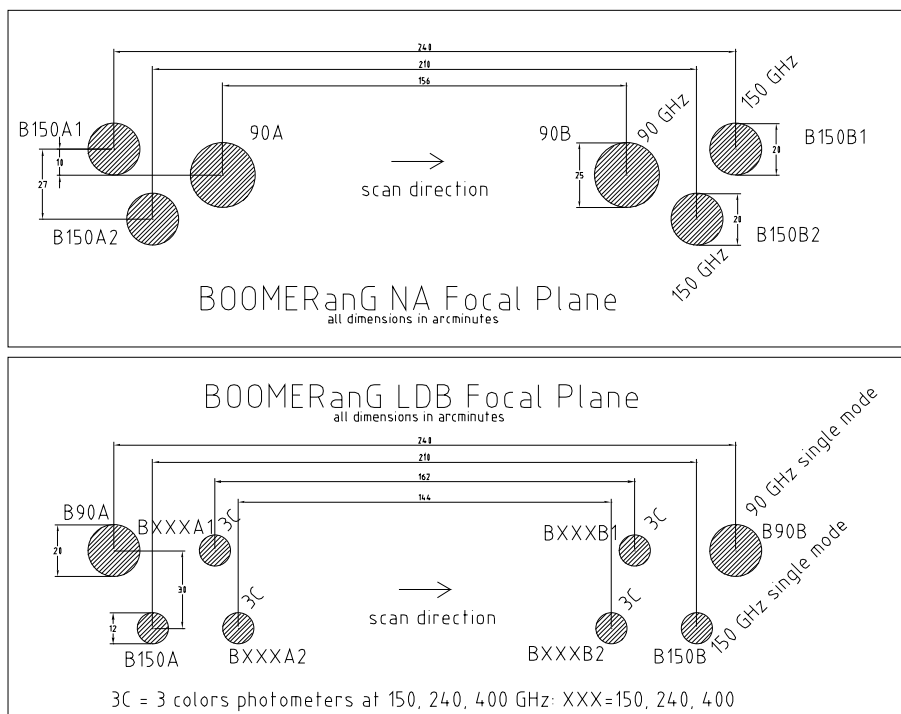 240
210
156
150 GHz
90 GHz
B150A1
90A
90B
B150B1
10
27
25
20
scan direction
B150A2
20
B150B2
150 GHz
BOOMERanG NA Focal Plane
all dimensions in arcminutes
BOOMERanG LDB Focal Plane
all dimensions in arcminutes
240
210
162
144
90 GHz single mode
B90A
BXXXA1
3C
BXXXB1
3C
B90B
20
30
3C
3C
150 GHz single mode
scan direction
12
B150A
BXXXA2
BXXXB2
B150B
3C = 3 colors photometers at 150, 240, 400 GHz: XXX=150, 240, 400